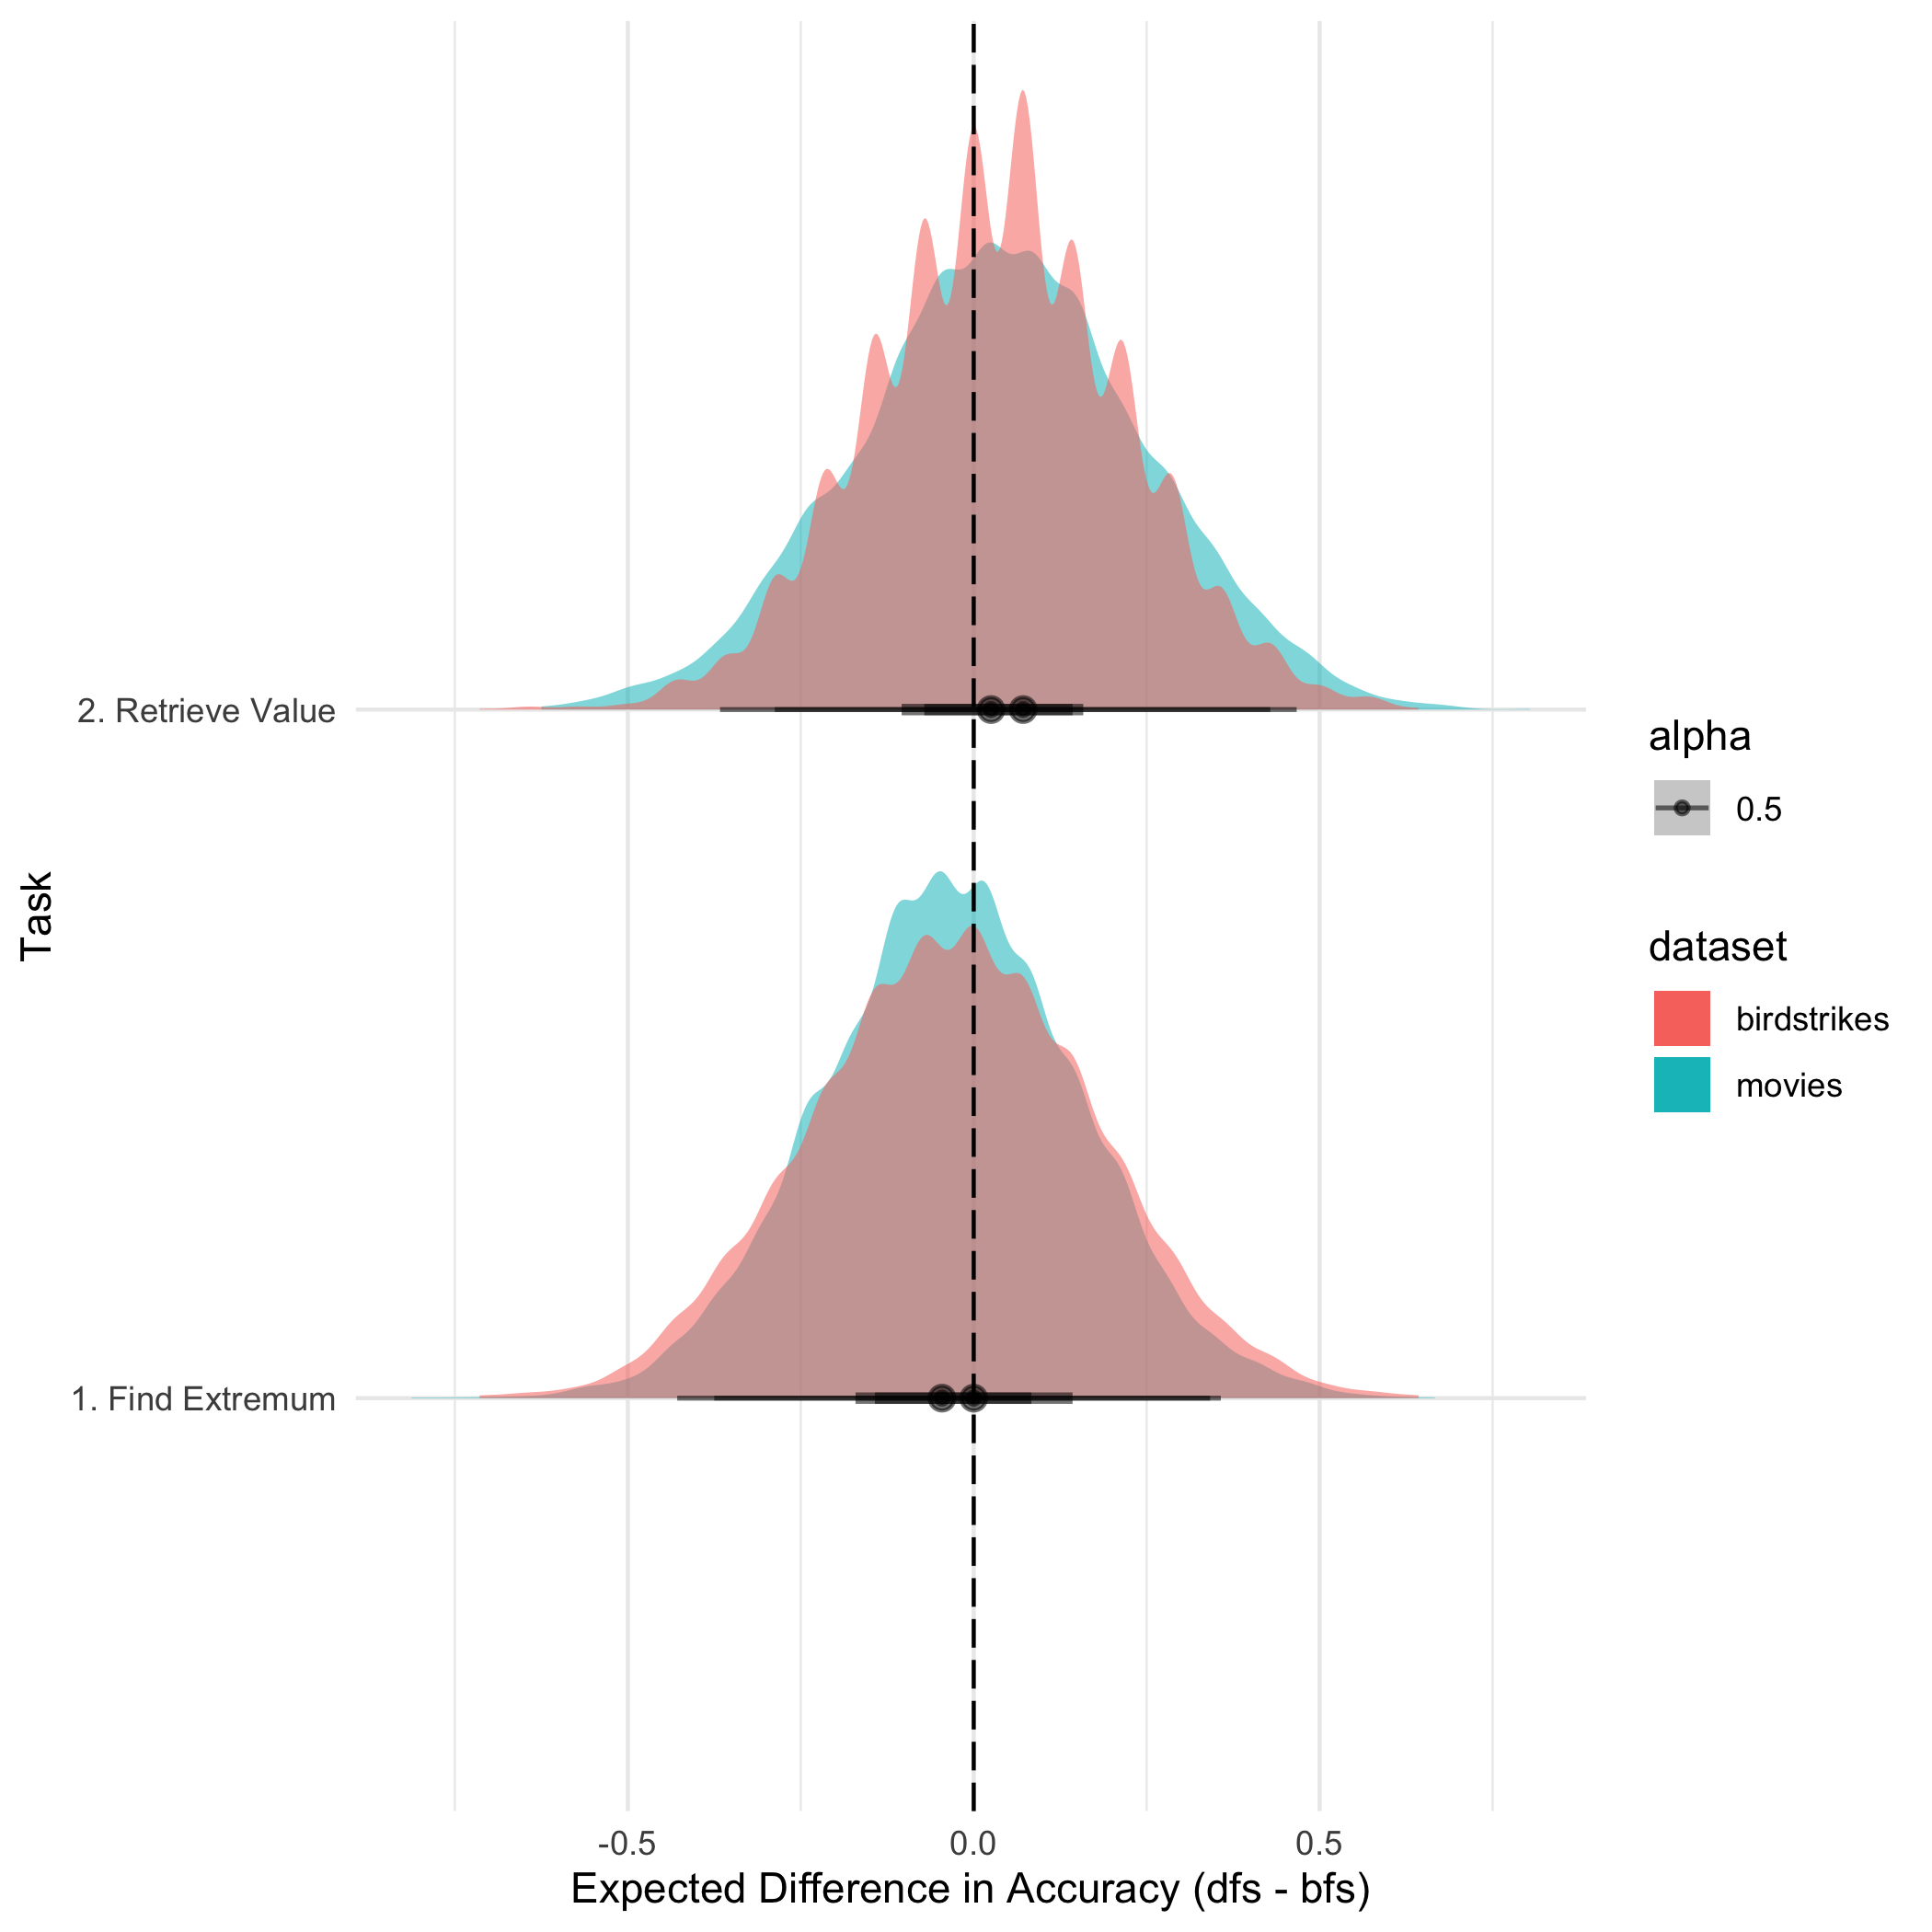 2. Retrieve Value
1. Find Extremum
Task
-0.5
0.0
0.5
Expected Difference in Accuracy (dfs - bfs)
alpha
0.5
dataset
birdstrikes
movies